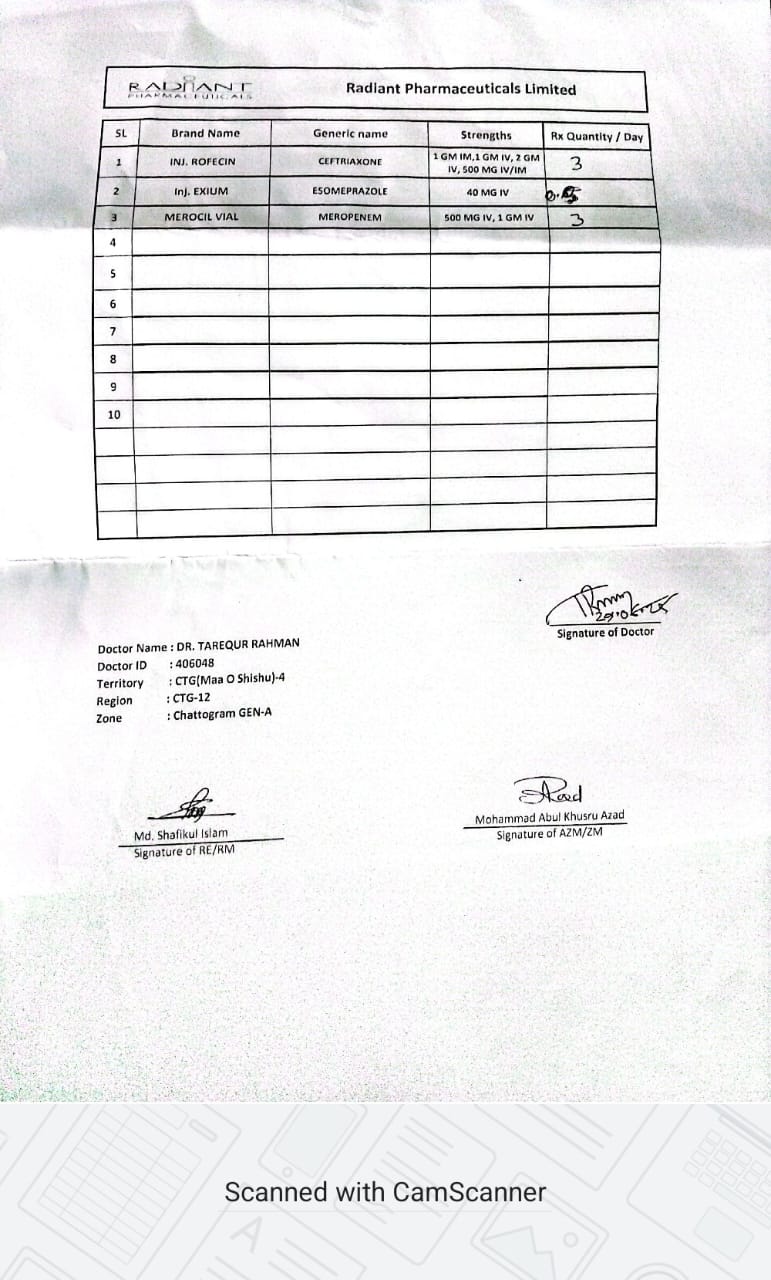 RADIANT
PHARMACEUTICALS
Radiant Pharmaceuticals Limited
SL Brand Name Generic name Strengths Rx Quantity / Day
1 INJ. ROFECIN CEFTRIAXONE 1 GM IM,1 GM IV, 2 GM IV, 500 MG IV/IM 3
2 Inj. EXIUM ESOMEPRAZOLE 40 MG IV
3 MEROCIL VIAL MEROPENEM 500 MG IV, 1 GM IV 3
4
5
6
7
8
9
10
Signature of Doctor
Doctor Name : DR. TAREQUR RAHMAN
Doctor ID : 406048
Territory : CTG(Maa O Shishu)-4
Region : CTG-12
Zone : Chattogram GEN-A
Md. Shafikul Islam
Signature of RE/RM
Azad
Mohammad Abul Khusru Azad
Signature of AZM/ZM
Scanned with CamScanner